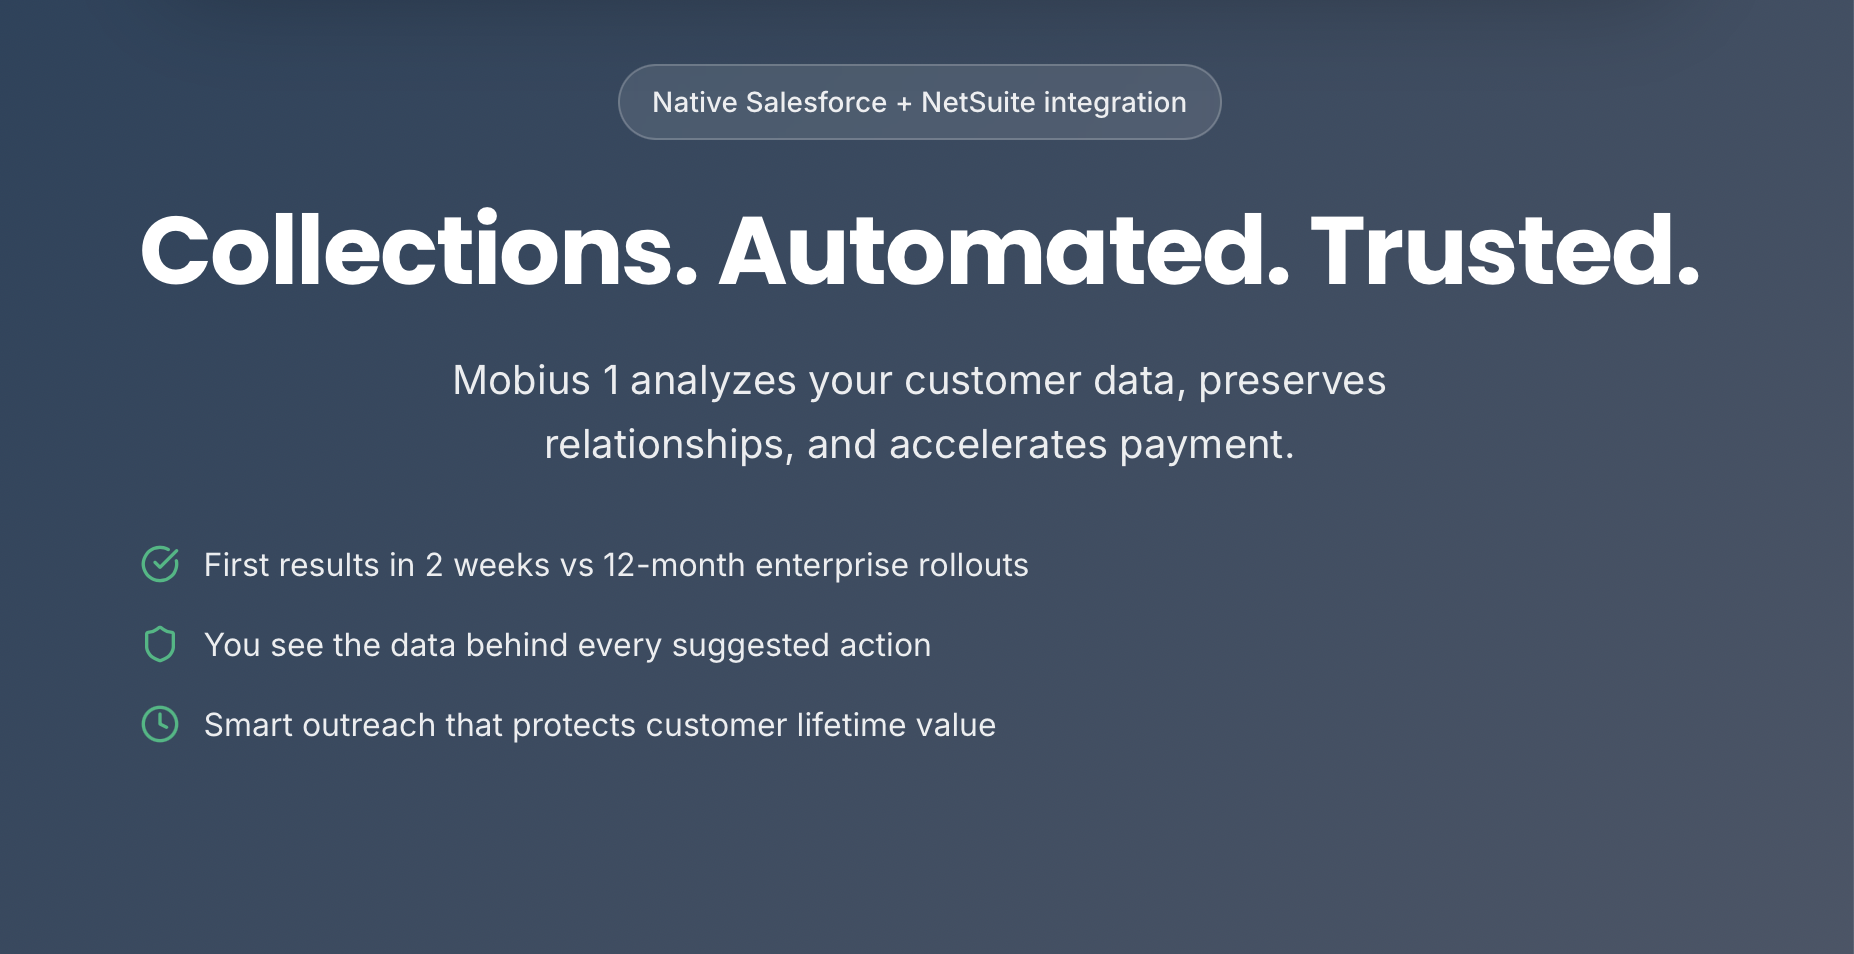 Native Salesforce + NetSuite integration
Collections. Automated. Trusted.
Mobius 1 analyzes your customer data, preserves
relationships, and accelerates payment.
First results in 2 weeks vs 12-month enterprise rollouts
You see the data behind every suggested action
Smart outreach that protects customer lifetime value